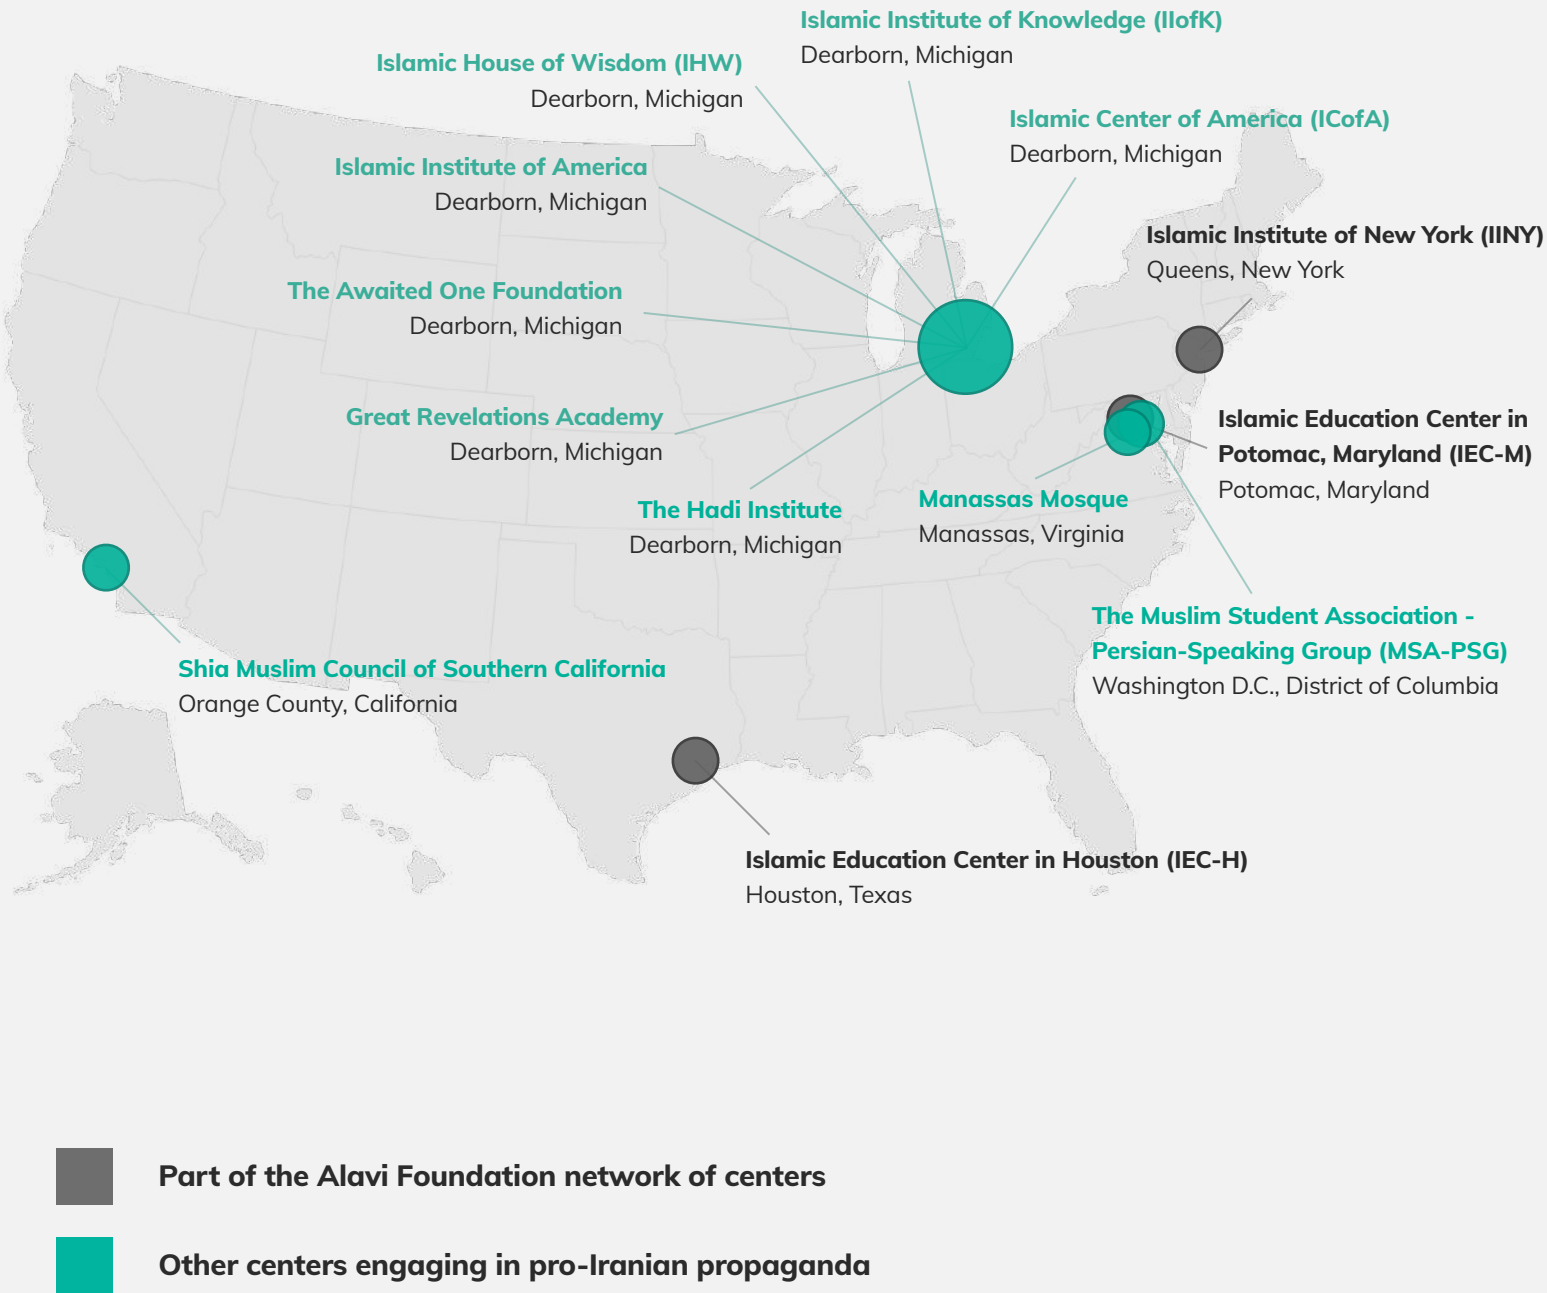 Islamic Institute of Knowledge (IIofK)
Dearborn, Michigan
Islamic House of Wisdom (IHW)
Dearborn, Michigan
Islamic Center of America (ICofA)
Dearborn, Michigan
Islamic Institute of America
Dearborn, Michigan
Islamic Institute of New York (IINY)
Queens, New York
The Awaited One Foundation
Dearborn, Michigan
Great Revelations Academy
Dearborn, Michigan
Islamic Education Center in
Potomac, Maryland (IEC-M)
Potomac, Maryland
The Hadi Institute
Dearborn, Michigan
Manassas Mosque
Manassas, Virginia
The Muslim Student Association -
Persian-Speaking Group (MSA-PSG)
Washington D.C., District of Columbia
Shia Muslim Council of Southern California
Orange County, California
Islamic Education Center in Houston (IEC-H)
Houston, Texas
Part of the Alavi Foundation network of centers
Other centers engaging in pro-Iranian propaganda